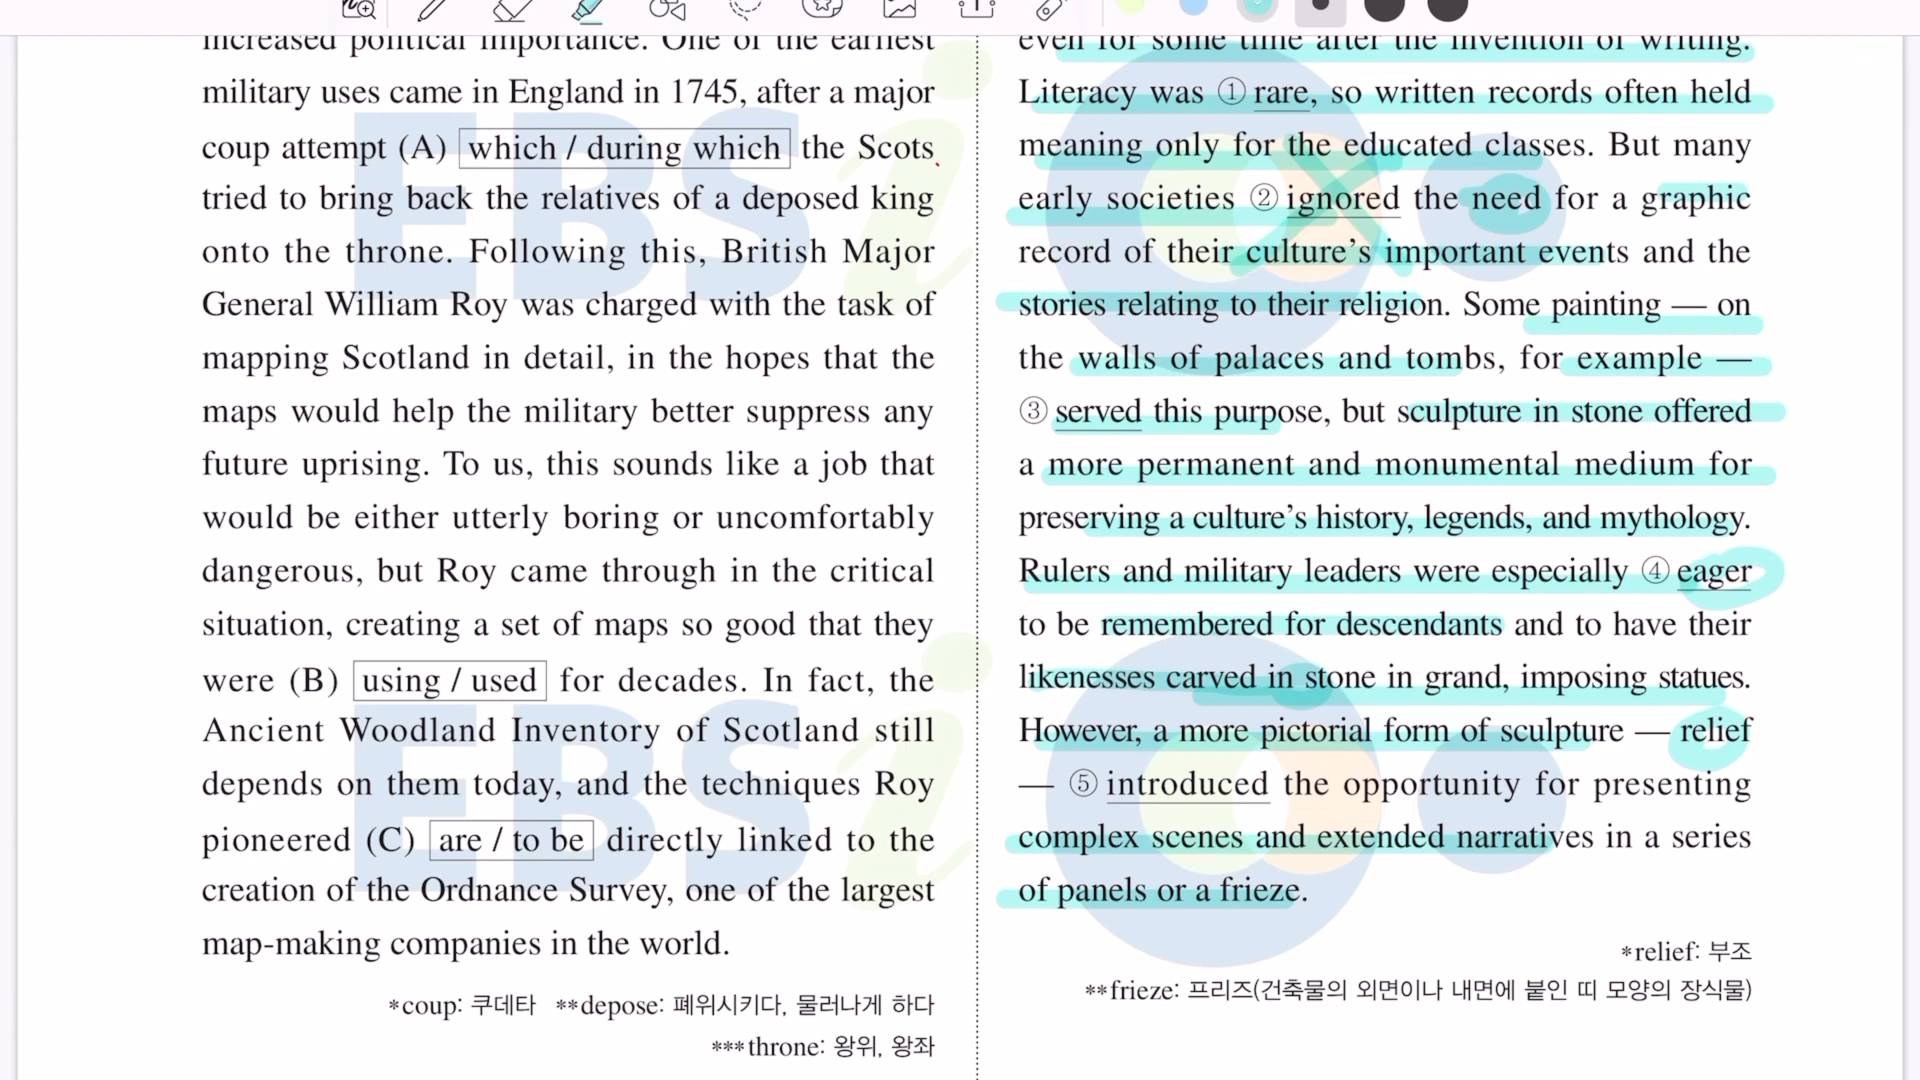 increased political importance. One of the earliest
military uses came in England in 1745, after a major
coup attempt (A) which / during which the Scots
tried to bring back the relatives of a deposed king
onto the throne. Following this, British Major
General William Roy was charged with the task of
mapping Scotland in detail, in the hopes that the
maps would help the military better suppress any
future uprising. To us, this sounds like a job that
would be either utterly boring or uncomfortably
dangerous, but Roy came through in the critical
situation, creating a set of maps so good that they
were (B) using / used for decades. In fact, the
Ancient Woodland Inventory of Scotland still
depends on them today, and the techniques Roy
pioneered (C) are / to be directly linked to the
creation of the Ordnance Survey, one of the largest
map-making companies in the world.
*coup: 쿠데타 **depose: 폐위시키다, 물러나게 하다
***throne: 왕위, 왕좌
even for some time after the invention of writing.
Literacy was ① rare, so written records often held
meaning only for the educated classes. But many
early societies ② ignored the need for a graphic
record of their culture's important events and the
stories relating to their religion. Some painting — on
the walls of palaces and tombs, for example —
③ served this purpose, but sculpture in stone offered
a more permanent and monumental medium for
preserving a culture's history, legends, and mythology.
Rulers and military leaders were especially ④ eager
to be remembered for descendants and to have their
likenesses carved in stone in grand, imposing statues.
However, a more pictorial form of sculpture — relief
— ⑤ introduced the opportunity for presenting
complex scenes and extended narratives in a series
of panels or a frieze.
*relief: 부조
**frieze: 프리즈(건축물의 외면이나 내면에 붙인 띠 모양의 장식물)
EBSi
EBSi